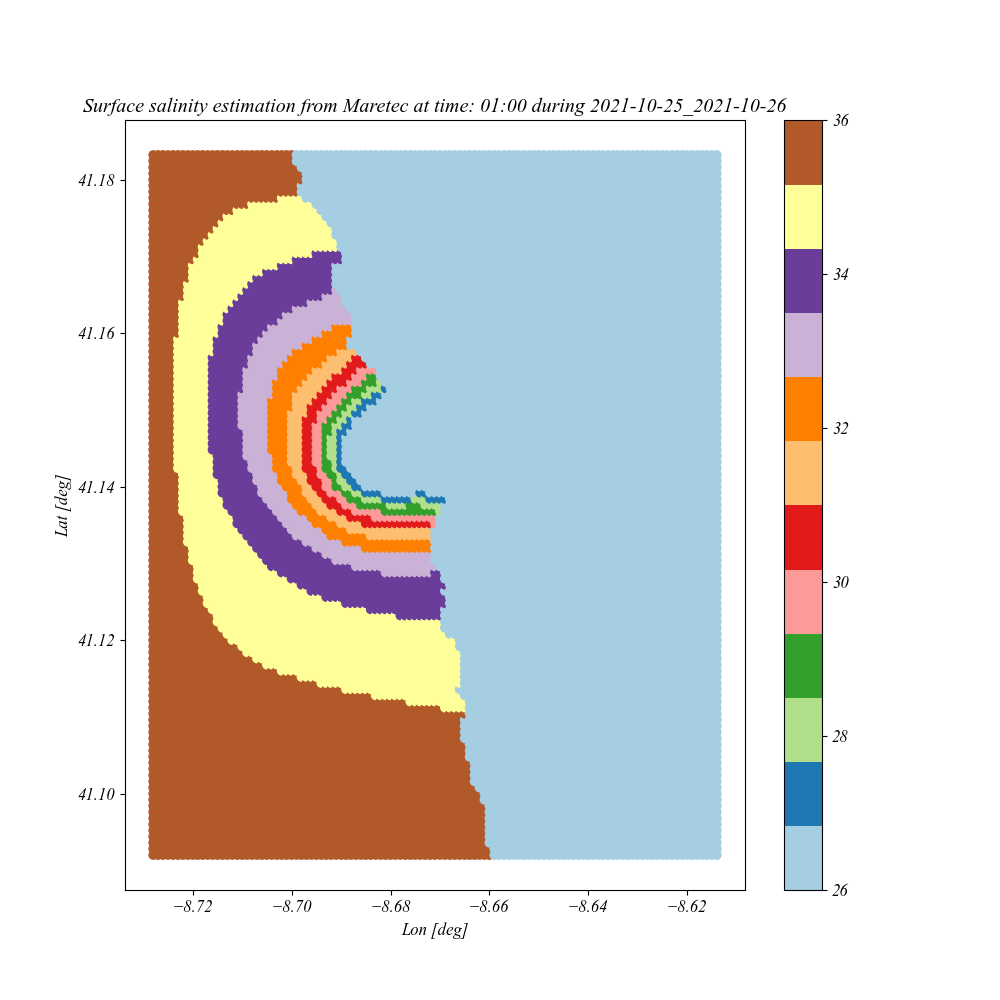 Surface salinity estimation from Maretec at time: 01:00 during 2021-10-25_2021-10-26
36
41.18
34
41.16
32
41.14
Lat [deg]
30
41.12
28
41.10
26
−8.72 −8.70 −8.68 −8.66 −8.64 −8.62
Lon [deg]